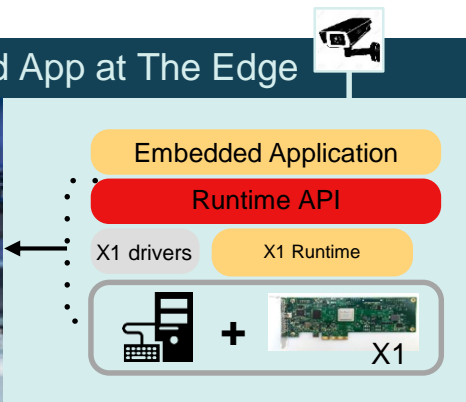 d App at The Edge
Embedded Application
Runtime API
X1 drivers
X1 Runtime
+
X1